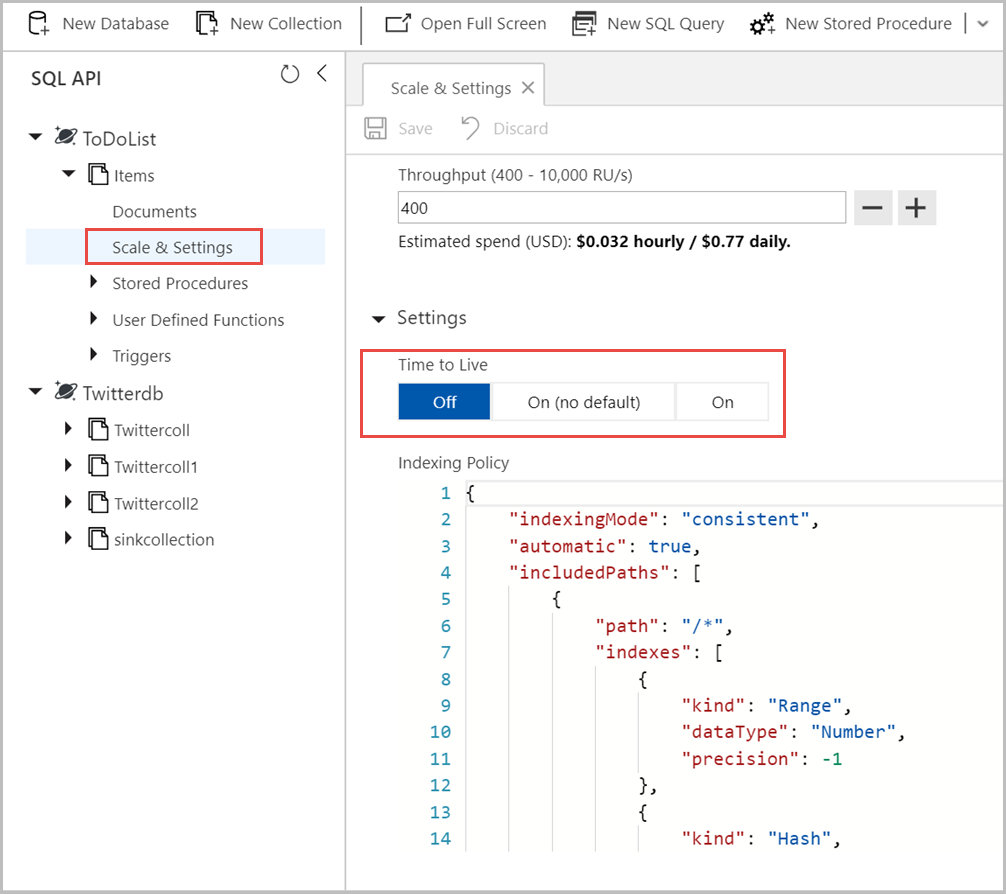 New Database New Collection Open Full Screen New SQL Query New Stored Procedure
SQL API
ToDoList
Items
Documents
Scale & Settings
Stored Procedures
User Defined Functions
Triggers
Twitterdb
Twittercoll
Twittercoll1
Twittercoll2
sinkcollection
Scale & Settings
Save Discard
Throughput (400 - 10,000 RU/s)
400
Estimated spend (USD): $0.032 hourly / $0.77 daily.
Settings
Time to Live
Off On (no default) On
Indexing Policy
1 {
2 "indexingMode": "consistent",
3 "automatic": true,
4 "includedPaths": [
5 {
6 "path": "/*",
7 "indexes": [
8 {
9 "kind": "Range",
10 "dataType": "Number",
11 "precision": -1
12 },
13 {
14 "kind": "Hash",